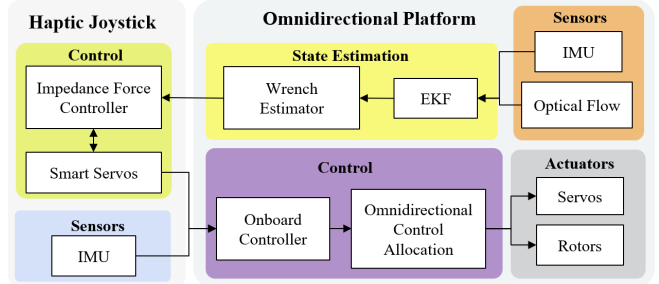 Haptic Joystick
Control
Impedance Force
Controller
Smart Servos
Sensors
IMU
Omnidirectional Platform
State Estimation
Wrench
Estimator
EKF
Sensors
IMU
Optical Flow
Control
Onboard
Controller
Omnidirectional
Control
Allocation
Actuators
Servos
Rotors